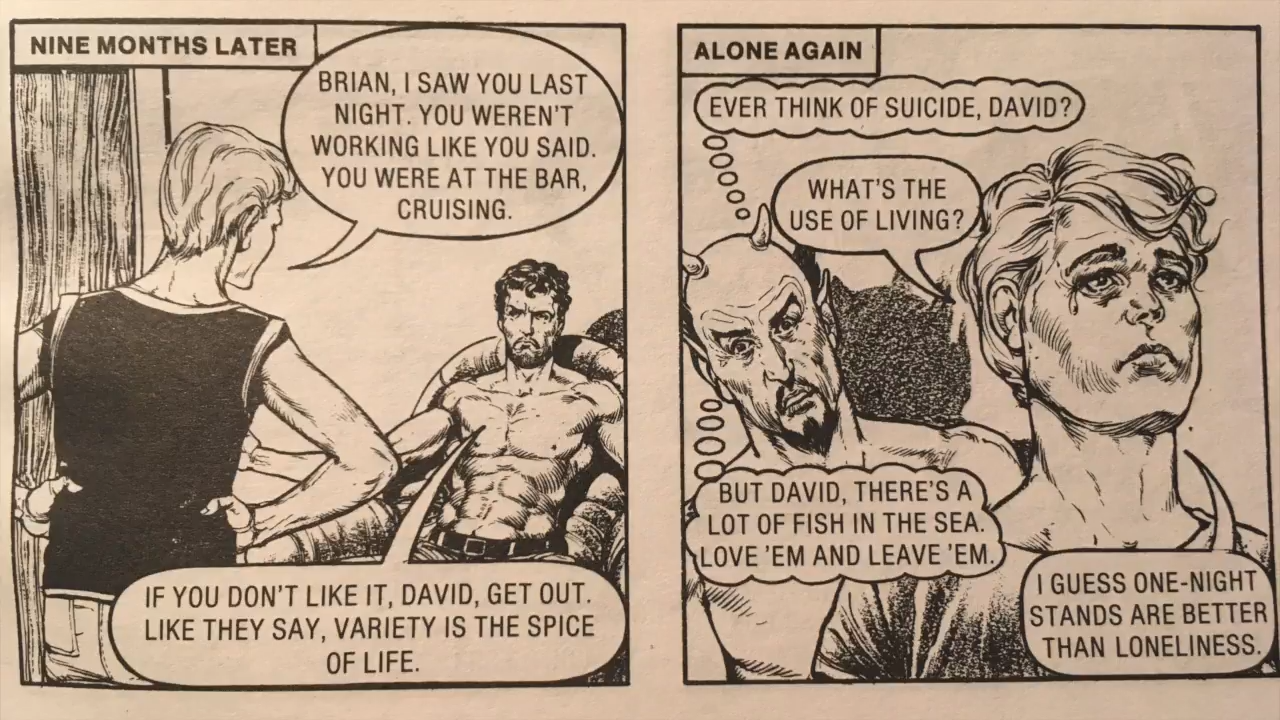 NINE MONTHS LATER
BRIAN, I SAW YOU LAST
NIGHT. YOU WEREN'T
WORKING LIKE YOU SAID.
YOU WERE AT THE BAR,
CRUISING.
IF YOU DON'T LIKE IT, DAVID, GET OUT.
LIKE THEY SAY, VARIETY IS THE SPICE
OF LIFE.
ALONE AGAIN
EVER THINK OF SUICIDE, DAVID?
WHAT'S THE
USE OF LIVING?
BUT DAVID, THERE'S A
LOT OF FISH IN THE SEA.
LOVE 'EM AND LEAVE 'EM.
I GUESS ONE-NIGHT
STANDS ARE BETTER
THAN LONELINESS.